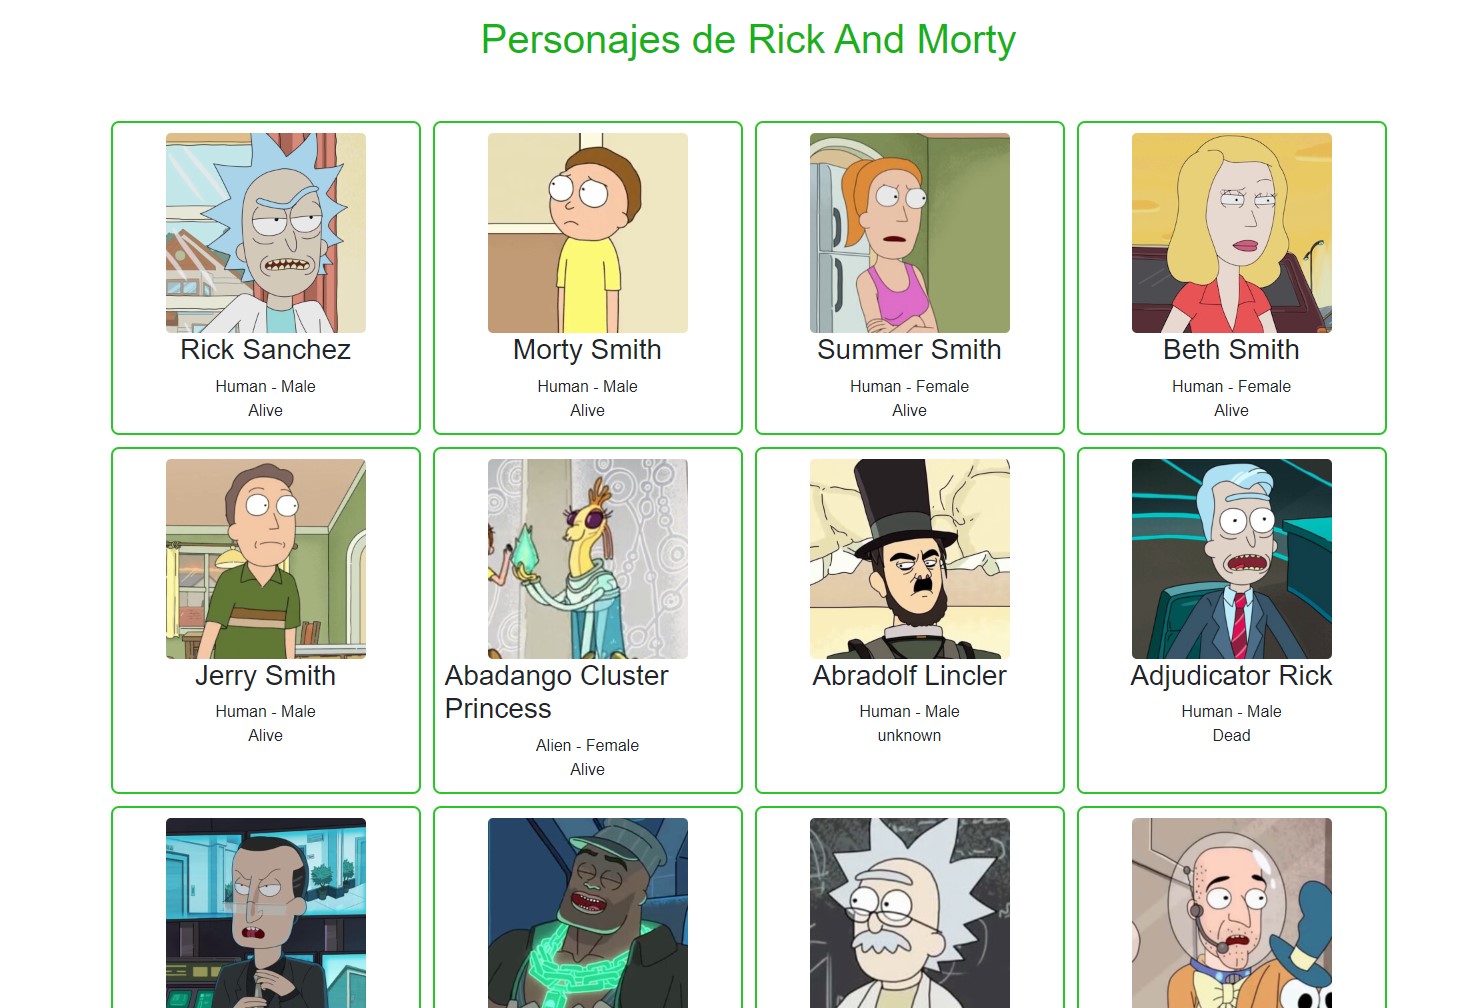 Personajes de Rick And Morty
Rick Sanchez
Human - Male
Alive
Morty Smith
Human - Male
Alive
Summer Smith
Human - Female
Alive
Beth Smith
Human - Female
Alive
Jerry Smith
Human - Male
Alive
Abadango Cluster
Princess
Alien - Female
Alive
Abradolf Lincler
Human - Male
unknown
Adjudicator Rick
Human - Male
Dead